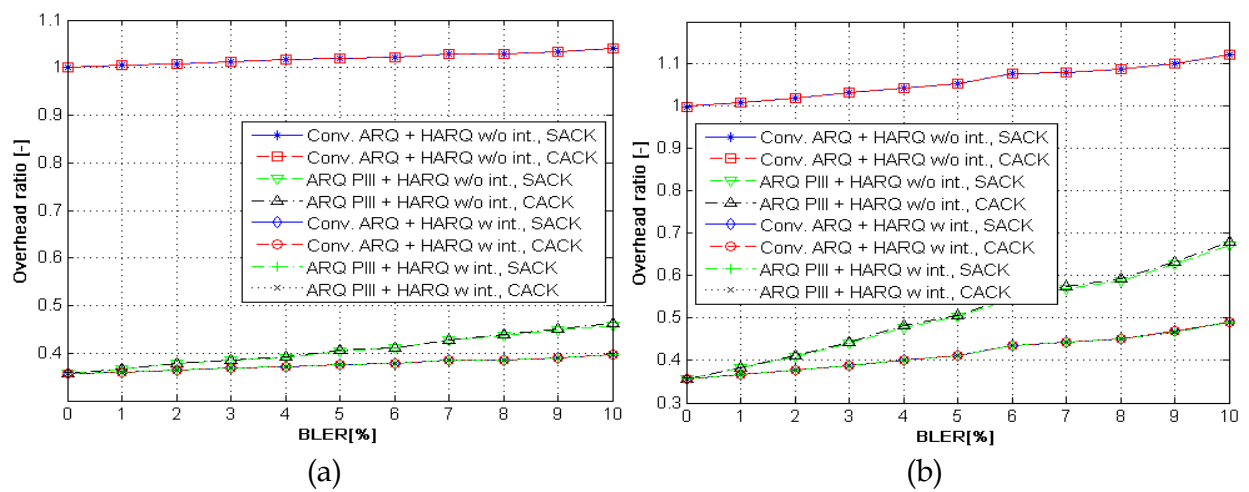 1.1
1
0.9
0.8
0.7
0.6
0.5
0.4
Overhead ratio [-]
Conv. ARQ + HARQ w/o int., SACK
Conv. ARQ + HARQ w/o int., CACK
ARQ PIII + HARQ w/o int., SACK
ARQ PIII + HARQ w/o int., CACK
Conv. ARQ + HARQ w int., SACK
Conv. ARQ + HARQ w int., CACK
ARQ PIII + HARQ w int., SACK
ARQ PIII + HARQ w int., CACK
0 1 2 3 4 5 6 7 8 9 10
BLER[%]
(a)
1.1
1
0.9
0.8
0.7
0.6
0.5
0.4
0.3
Overhead ratio [-]
Conv. ARQ + HARQ w/o int., SACK
Conv. ARQ + HARQ w/o int., CACK
ARQ PIII + HARQ w/o int., SACK
ARQ PIII + HARQ w/o int., CACK
Conv. ARQ + HARQ w int., SACK
Conv. ARQ + HARQ w int., CACK
ARQ PIII + HARQ w int., SACK
ARQ PIII + HARQ w int., CACK
0 1 2 3 4 5 6 7 8 9 10
BLER[%]
(b)